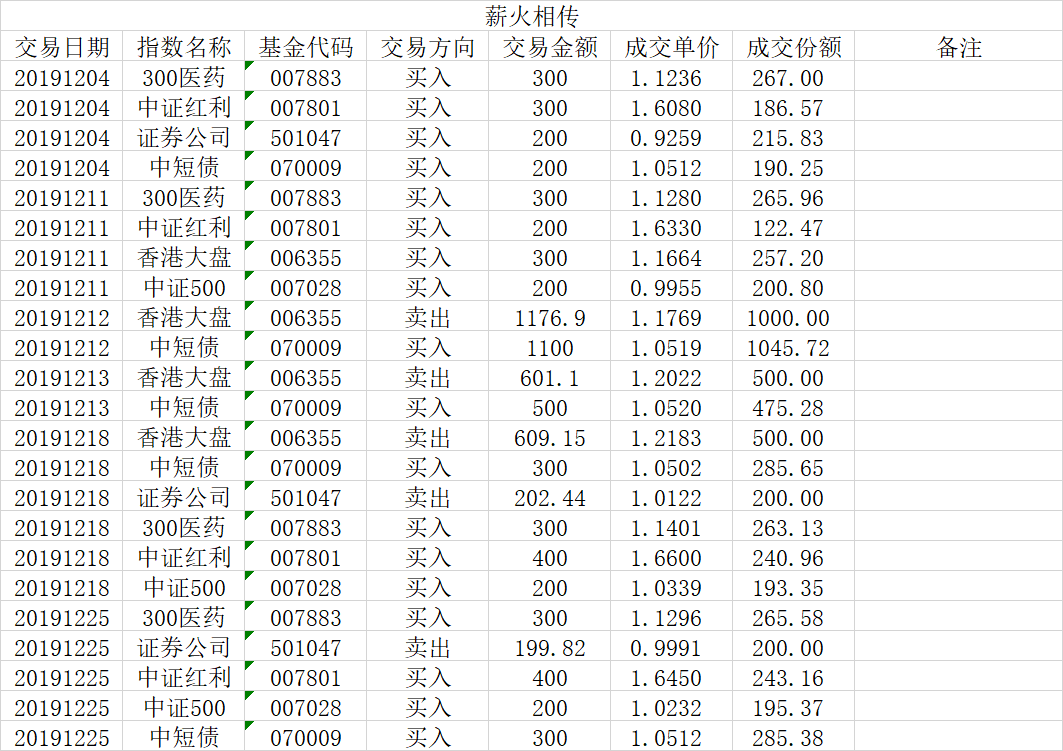 薪火相传
交易日期 指数名称 基金代码 交易方向 交易金额 成交单价 成交份额 备注
20191204 300医药 007883 买入 300 1.1236 267.00
20191204 中证红利 007801 买入 300 1.6080 186.57
20191204 证券公司 501047 买入 200 0.9259 215.83
20191204 中短债 070009 买入 200 1.0512 190.25
20191211 300医药 007883 买入 300 1.1280 265.96
20191211 中证红利 007801 买入 200 1.6330 122.47
20191211 香港大盘 006355 买入 300 1.1664 257.20
20191211 中证500 007028 买入 200 0.9955 200.80
20191212 香港大盘 006355 卖出 1176.9 1.1769 1000.00
20191212 中短债 070009 买入 1100 1.0519 1045.72
20191213 香港大盘 006355 卖出 601.1 1.2022 500.00
20191213 中短债 070009 买入 500 1.0520 475.28
20191218 香港大盘 006355 卖出 609.15 1.2183 500.00
20191218 中短债 070009 买入 300 1.0502 285.65
20191218 证券公司 501047 卖出 202.44 1.0122 200.00
20191218 300医药 007883 买入 300 1.1401 263.13
20191218 中证红利 007801 买入 400 1.6600 240.96
20191218 中证500 007028 买入 200 1.0339 193.35
20191225 300医药 007883 买入 300 1.1296 265.58
20191225 证券公司 501047 卖出 199.82 0.9991 200.00
20191225 中证红利 007801 买入 400 1.6450 243.16
20191225 中证500 007028 买入 200 1.0232 195.37
20191225 中短债 070009 买入 300 1.0512 285.38